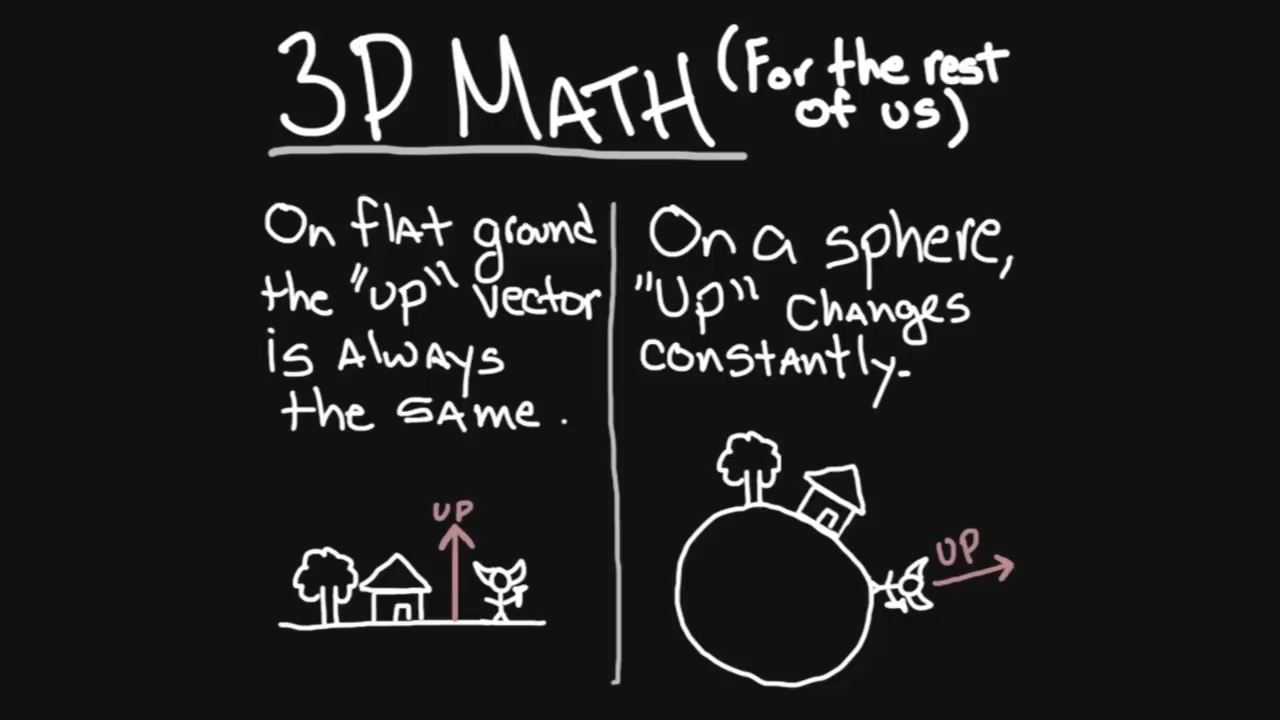 3D MATH (For the rest
of us)
On flat ground
the "up" vector
is always
the same.
On a sphere,
"Up" changes
constantly.
UP
UP